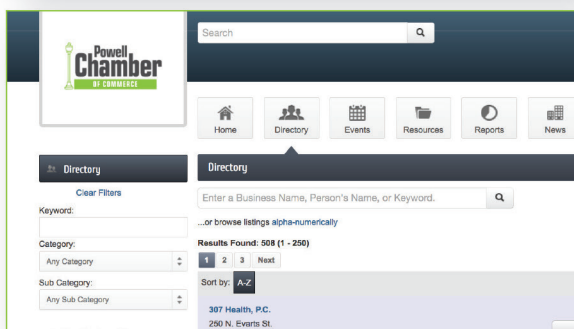 Search
Powell
Chamber
OF COMMERCE
Home
Directory
Events
Resources
Reports
News
Directory
Clear Filters
Keyword:
Category:
Any Category
Sub Category:
Any Sub Category
Directory
Enter a Business Name, Person's Name, or Keyword.
...or browse listings alpha-numerically
Results Found: 508 (1 - 250)
1 2 3 Next
Sort by: A-Z
307 Health, P.C.
250 N. Evarts St.